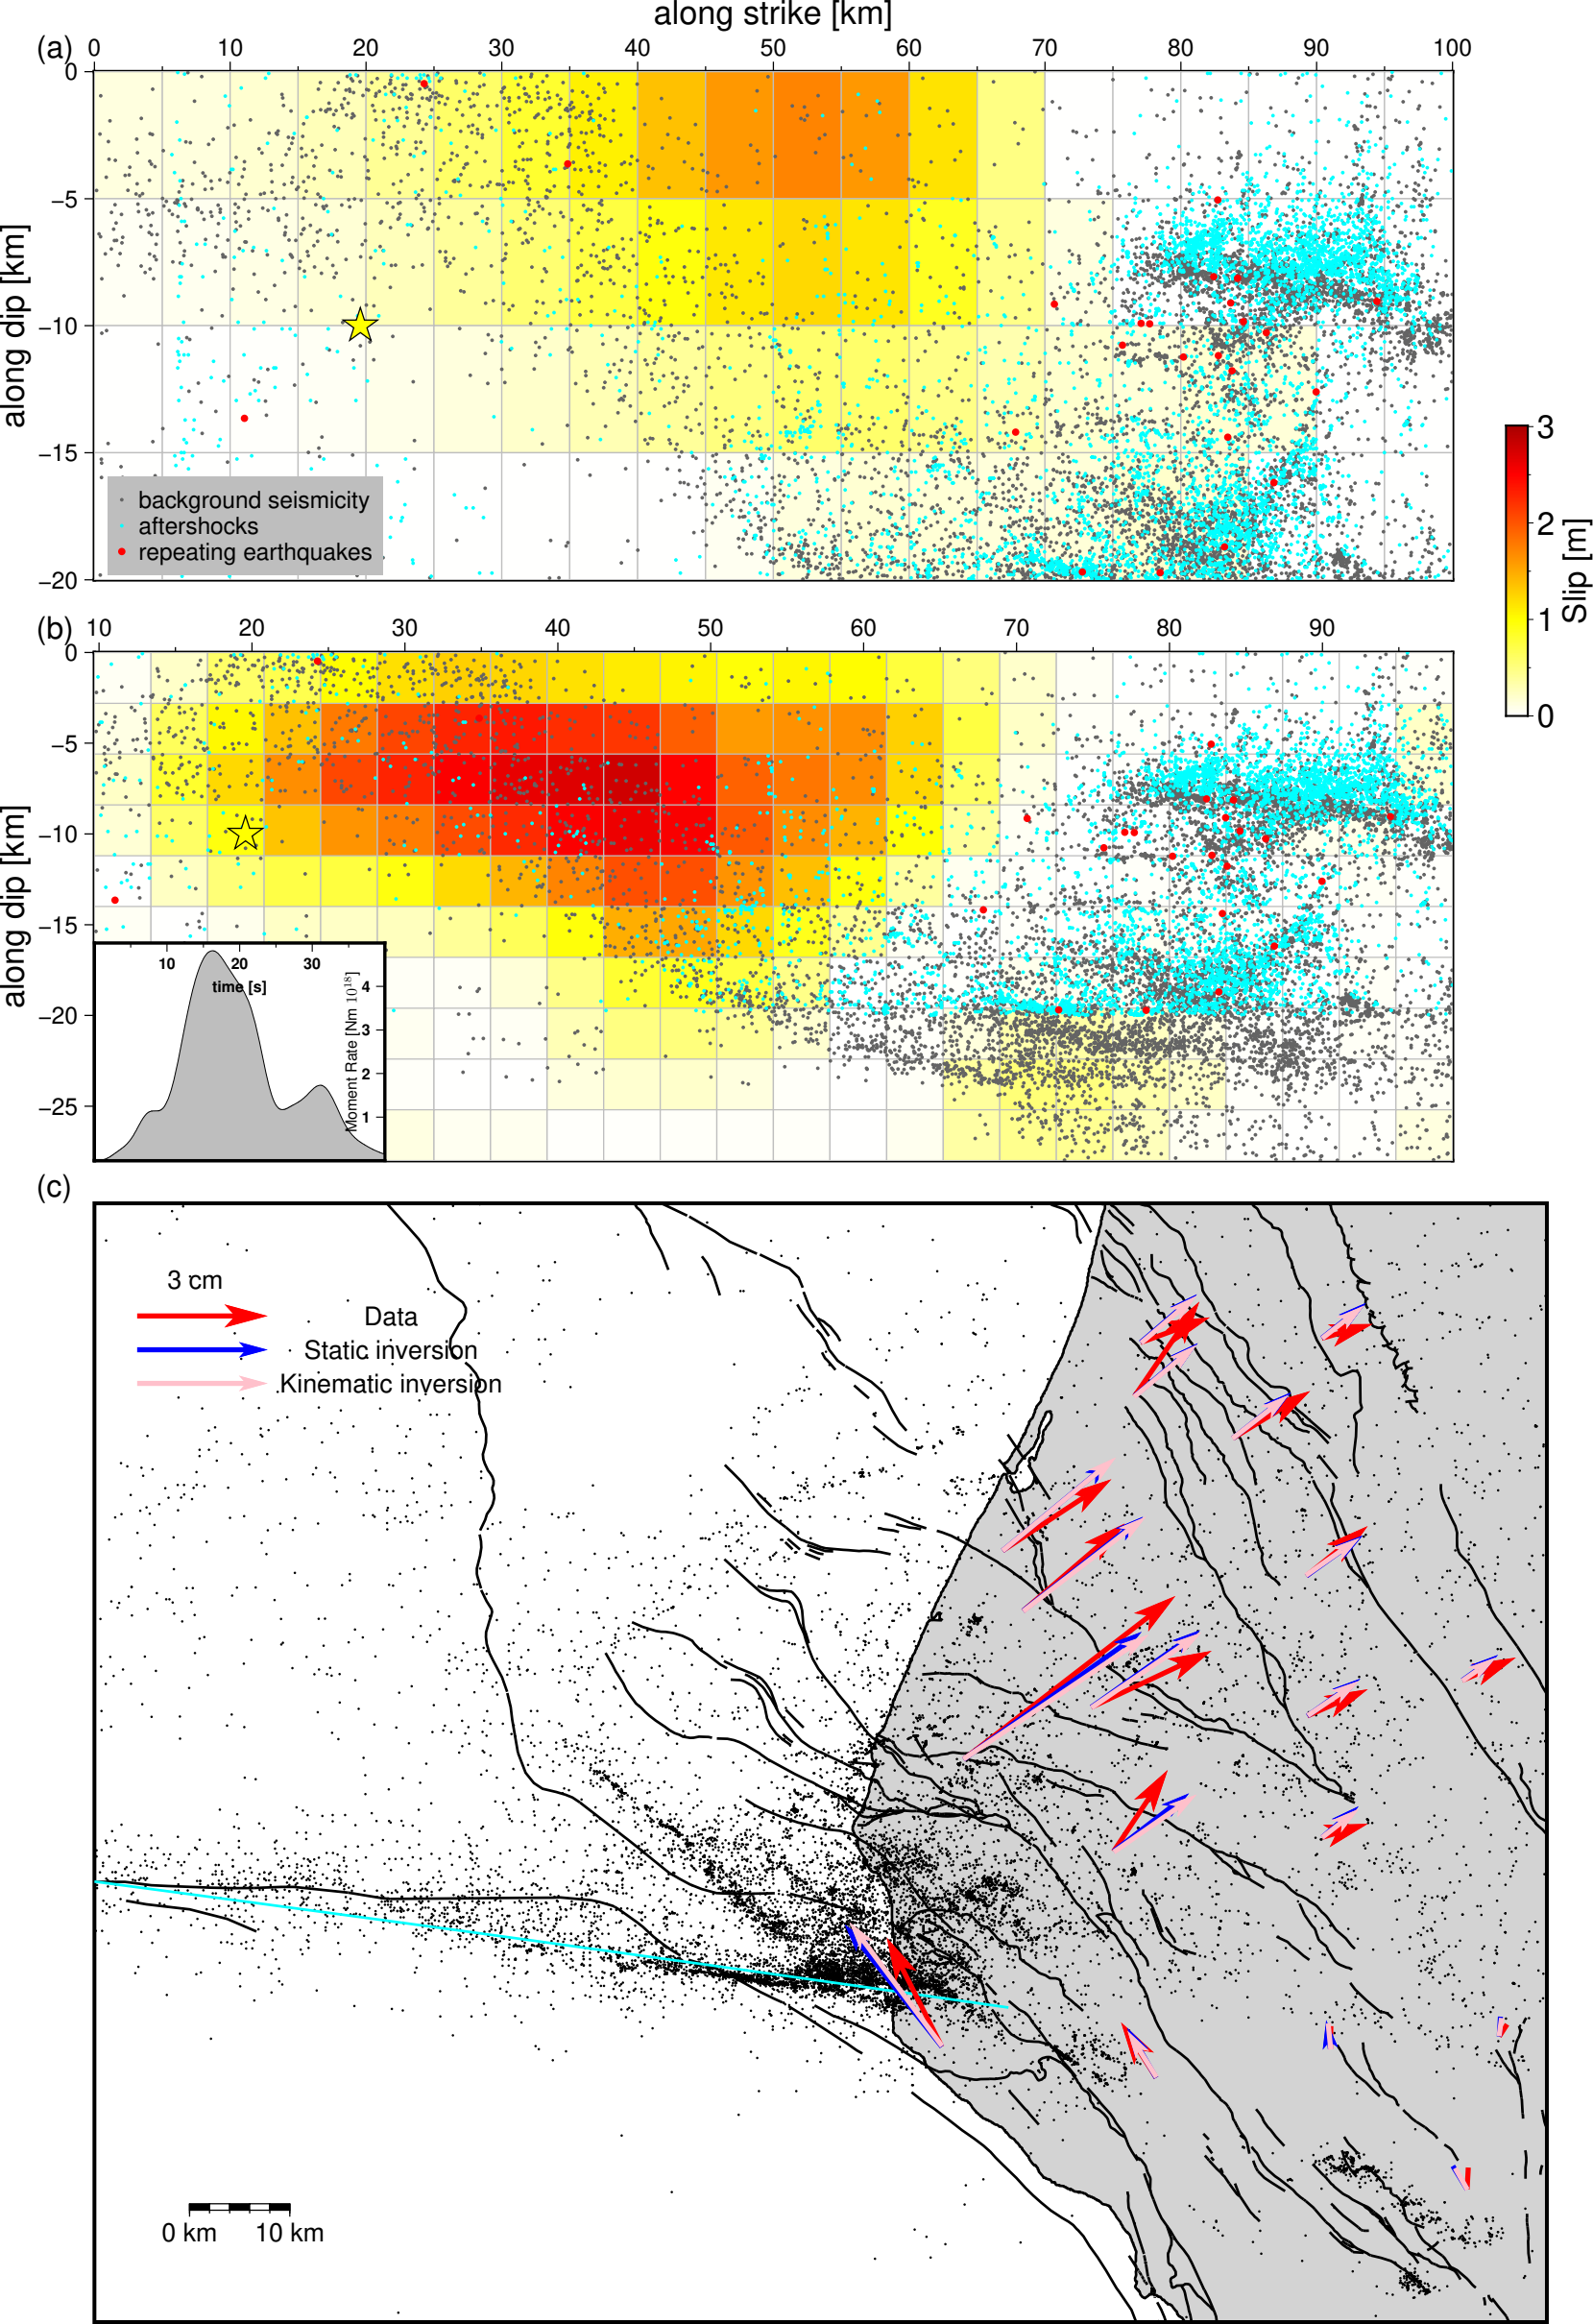 along strike [km]
(a) 0 10 20 30 40 50 60 70 80 90 100
0
−5
−10
−15
−20
along dip [km]
background seismicity
aftershocks
repeating earthquakes
3
2
1
0
Slip [m]
(b) 10 20 30 40 50 60 70 80 90
0
−5
−10
−15
−20
−25
along dip [km]
10 20 30
time [s]
4
3
2
1
Moment Rate [Nm 10¹⁸]
(c)
3 cm
Data
Static inversion
Kinematic inversion
0 km 10 km